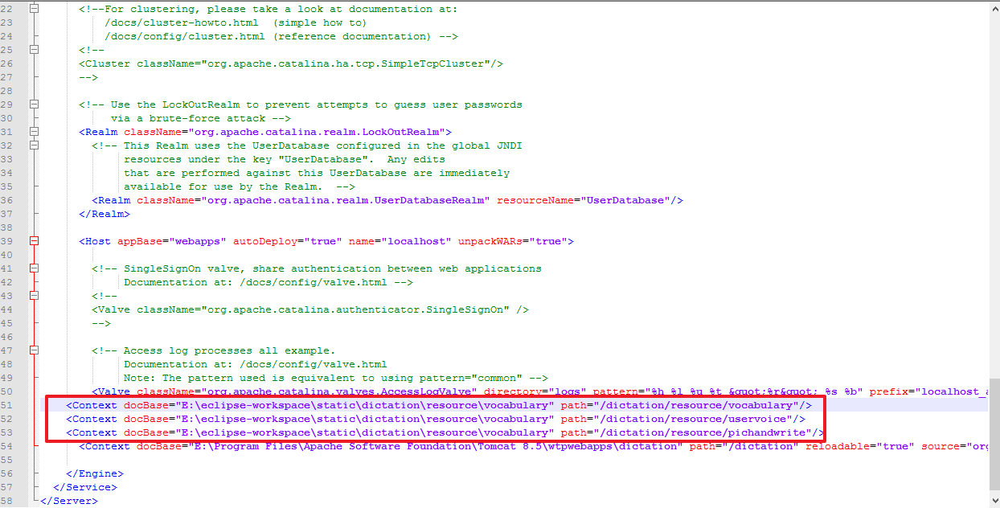 22 <!--For clustering, please take a look at documentation at:
23 /docs/cluster-howto.html  (simple how to)
24 /docs/config/cluster.html (reference documentation) -->
25 <!--
26 <Cluster className="org.apache.catalina.ha.tcp.SimpleTcpCluster"/>
27 -->
28
29 <!-- Use the LockOutRealm to prevent attempts to guess user passwords
30 via a brute-force attack -->
31 <Realm className="org.apache.catalina.realm.LockOutRealm">
32 <!-- This Realm uses the UserDatabase configured in the global JNDI
33 resources under the key "UserDatabase".  Any edits
34 that are performed against this UserDatabase are immediately
35 available for use by the Realm.  -->
36 <Realm className="org.apache.catalina.realm.UserDatabaseRealm" resourceName="UserDatabase"/>
37 </Realm>
38
39 <Host appBase="webapps" autoDeploy="true" name="localhost" unpackWARs="true">
40
41 <!-- SingleSignOn valve, share authentication between web applications
42 Documentation at: /docs/config/valve.html -->
43 <!--
44 <Valve className="org.apache.catalina.authenticator.SingleSignOn" />
45 -->
46
47 <!-- Access log processes all example.
48 Documentation at: /docs/config/valve.html
49 Note: The pattern used is equivalent to using pattern="common" -->
50 <Valve className="org.apache.catalina.valves.AccessLogValve" directory="logs" pattern="%h %l %u %t &quot;%r&quot; %s %b" prefix="localhost_a
51 <Context docBase="E:\eclipse-workspace\static\dictation\resource\vocabulary" path="/dictation/resource/vocabulary"/>
52 <Context docBase="E:\eclipse-workspace\static\dictation\resource\vocabulary" path="/dictation/resource/uservoice"/>
53 <Context docBase="E:\eclipse-workspace\static\dictation\resource\vocabulary" path="/dictation/resource/pichandwrite"/>
54 <Context docBase="E:\Program Files\Apache Software Foundation\Tomcat 8.5\wtpwebapps\dictation" path="/dictation" reloadable="true" source="org
55
56 </Engine>
57 </Service>
58 </Server>